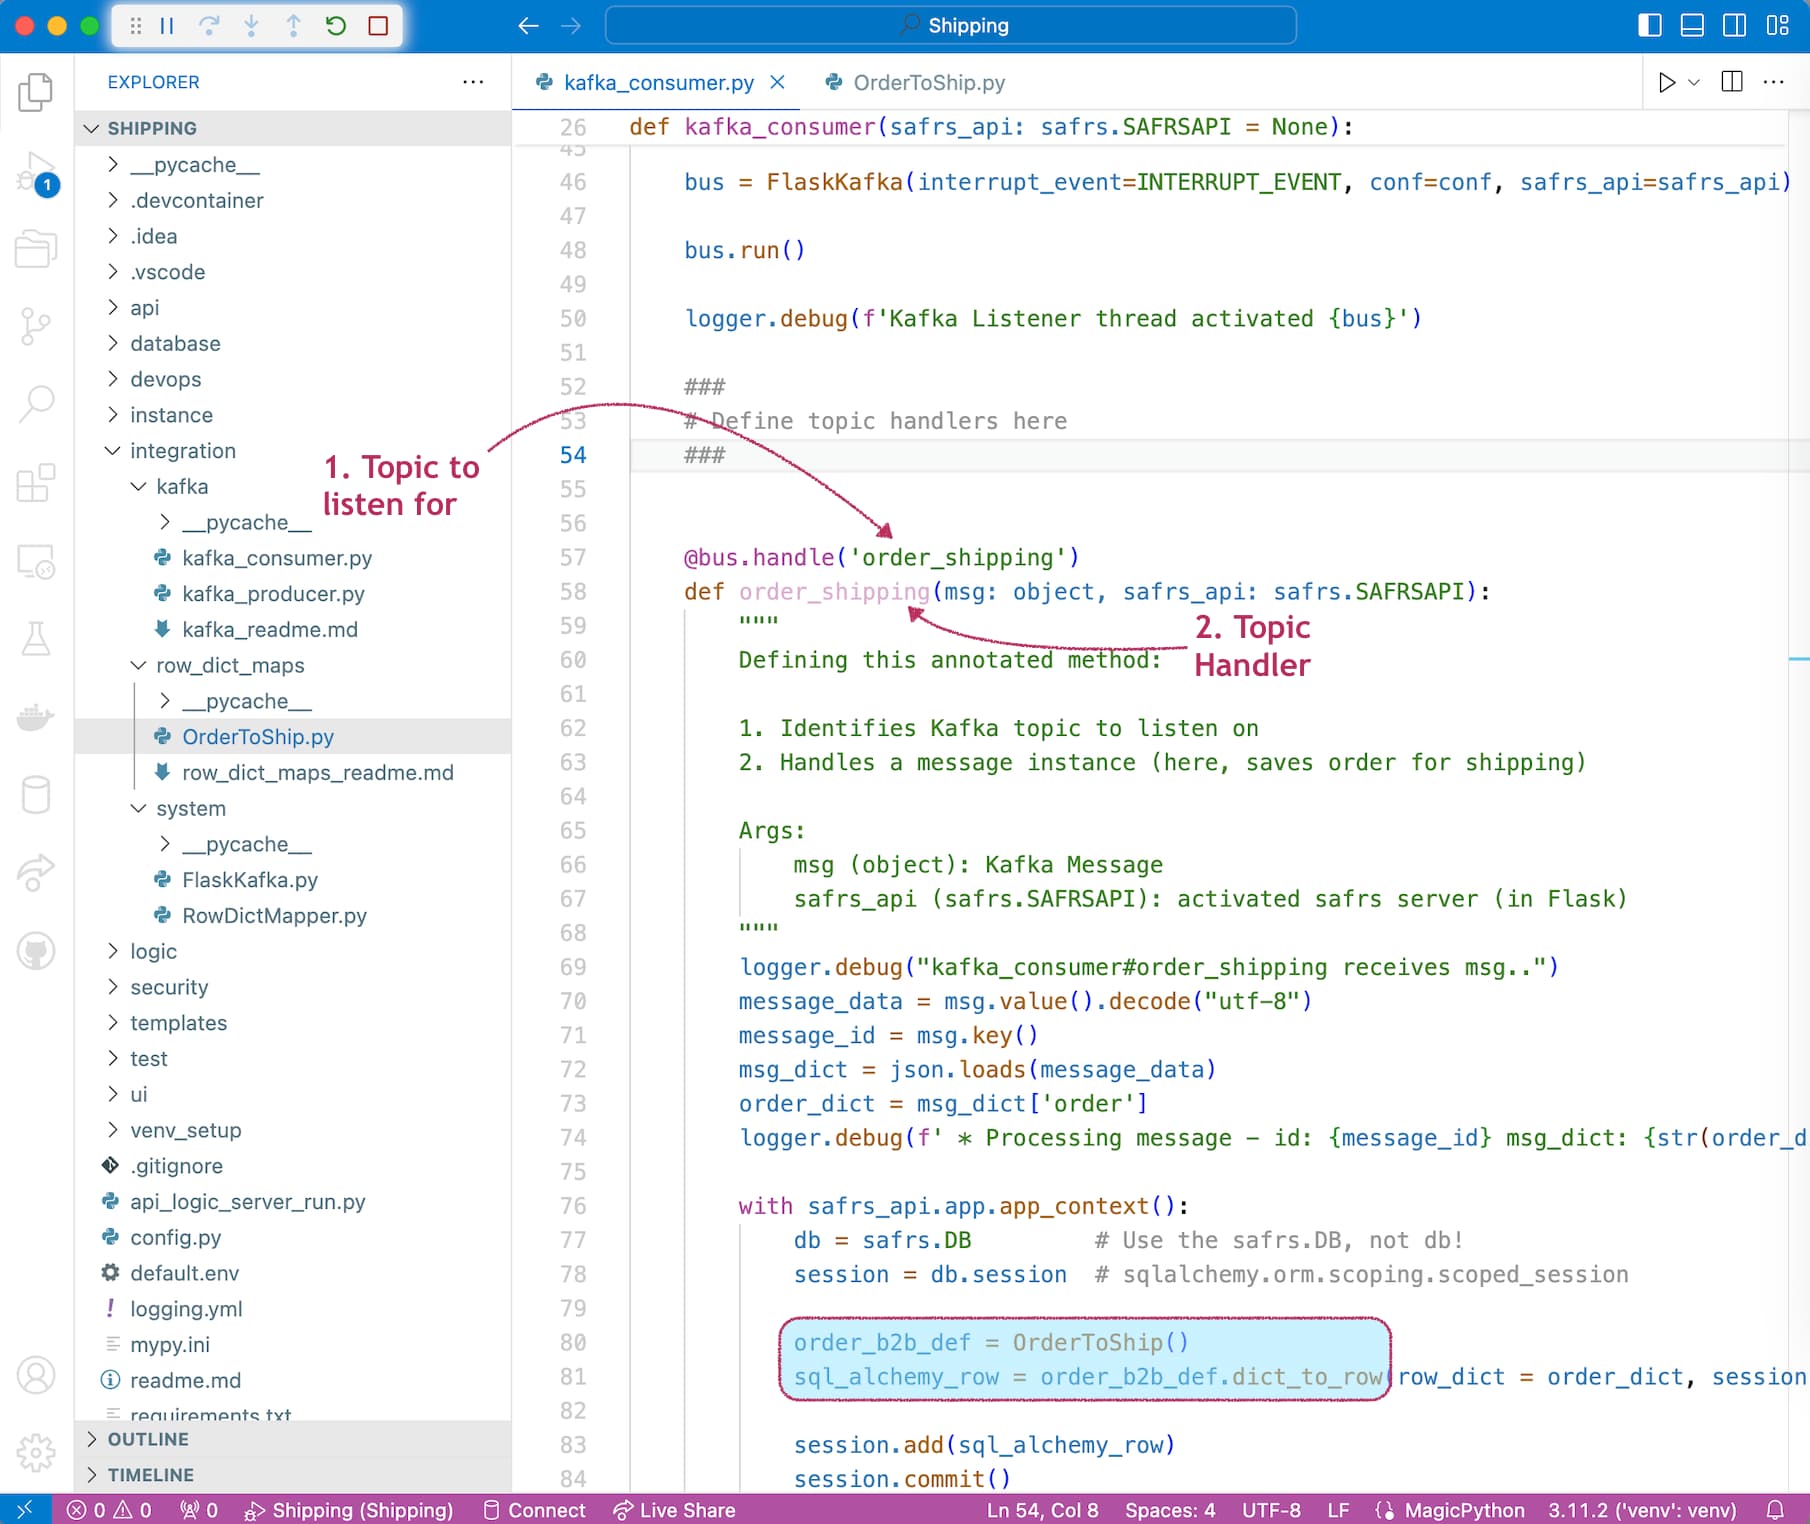 Shipping
EXPLORER
SHIPPING
__pycache__
.devcontainer
.idea
.vscode
api
database
devops
instance
integration
kafka
__pycache__
kafka_consumer.py
kafka_producer.py
kafka_readme.md
row_dict_maps
__pycache__
OrderToShip.py
row_dict_maps_readme.md
system
__pycache__
FlaskKafka.py
RowDictMapper.py
logic
security
templates
test
ui
venv_setup
.gitignore
api_logic_server_run.py
config.py
default.env
logging.yml
mypy.ini
readme.md
requirements.txt
OUTLINE
TIMELINE
1
1. Topic to
listen for
kafka_consumer.py
OrderToShip.py
26 def kafka_consumer(safrs_api: safrs.SAFRSAPI = None):
45
46 bus = FlaskKafka(interrupt_event=INTERRUPT_EVENT, conf=conf, safrs_api=safrs_api)
47
48 bus.run()
49
50 logger.debug(f'Kafka Listener thread activated {bus}')
51
52 ###
53 # Define topic handlers here
54 ###
55
56
57 @bus.handle('order_shipping')
58 def order_shipping(msg: object, safrs_api: safrs.SAFRSAPI):
59 """
2. Topic
Handler
60 Defining this annotated method:
61
62 1. Identifies Kafka topic to listen on
63 2. Handles a message instance (here, saves order for shipping)
64
65 Args:
66 msg (object): Kafka Message
67 safrs_api (safrs.SAFRSAPI): activated safrs server (in Flask)
68 """
69 logger.debug("kafka_consumer#order_shipping receives msg..")
70 message_data = msg.value().decode("utf-8")
71 message_id = msg.key()
72 msg_dict = json.loads(message_data)
73 order_dict = msg_dict['order']
74 logger.debug(f' * Processing message - id: {message_id} msg_dict: {str(order_d
75
76 with safrs_api.app.app_context():
77 db = safrs.DB # Use the safrs.DB, not db!
78 session = db.session # sqlalchemy.orm.scoping.scoped_session
79
80 order_b2b_def = OrderToShip()
81 sql_alchemy_row = order_b2b_def.dict_to_row(row_dict = order_dict, session
82
83 session.add(sql_alchemy_row)
84 session.commit()
0 0 0 Shipping (Shipping) Connect Live Share Ln 54, Col 8 Spaces: 4 UTF-8 LF MagicPython 3.11.2 ('venv': venv)